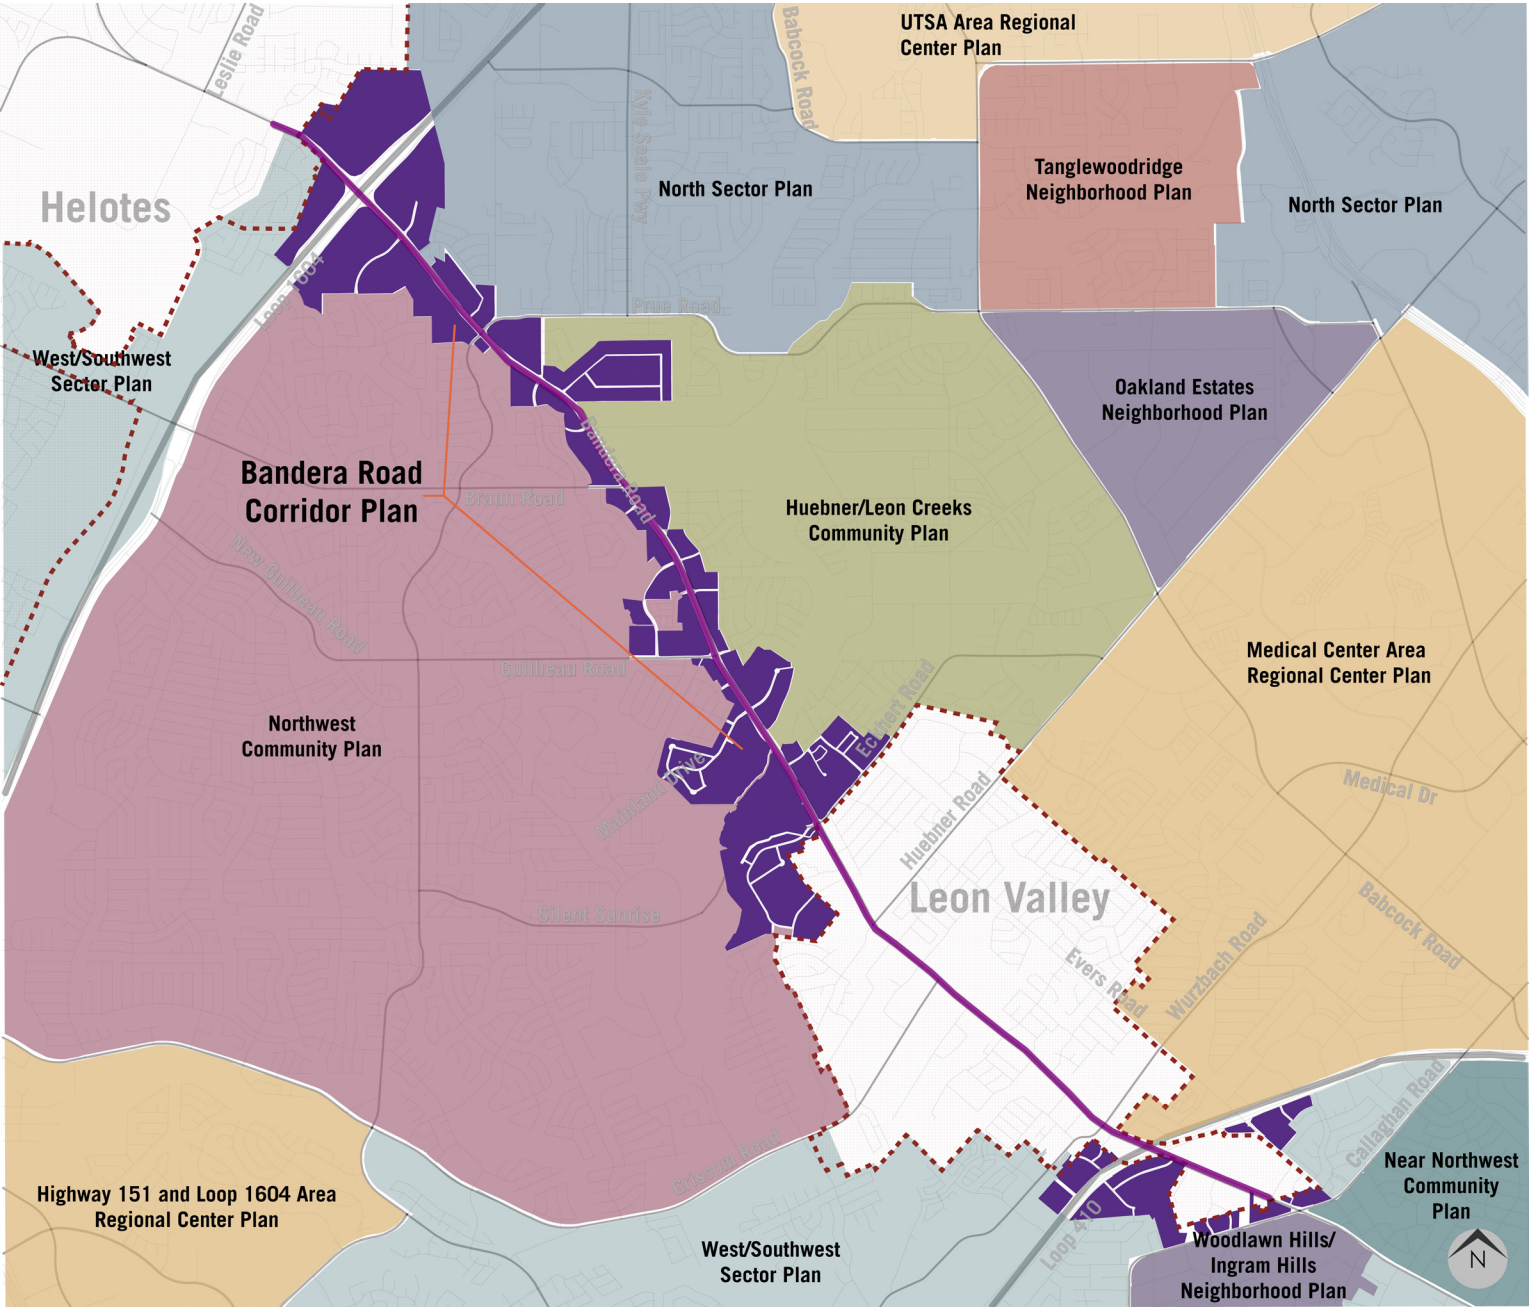 UTSA Area Regional
Center Plan
Leslie Road
Babcock Road
Kyle Seale Pwy
Tanglewoodridge
Neighborhood Plan
North Sector Plan
North Sector Plan
Helotes
Loop 1604
Prue Road
West/Southwest
Sector Plan
Oakland Estates
Neighborhood Plan
Bandera Road
Corridor Plan
Bandera Road
Braun Road
Huebner/Leon Creeks
Community Plan
New Guilbeau Road
Guilbeau Road
Medical Center Area
Regional Center Plan
Northwest
Community Plan
Eckhert Road
Mainland Drive
Medical Dr
Huebner Road
Leon Valley
Silent Sunrise
Babcock Road
Wurzbach Road
Evers Road
Callaghan Road
Grissom Road
Near Northwest
Community
Plan
Highway 151 and Loop 1604 Area
Regional Center Plan
Loop 410
West/Southwest
Sector Plan
Woodlawn Hills/
Ingram Hills
Neighborhood Plan
N